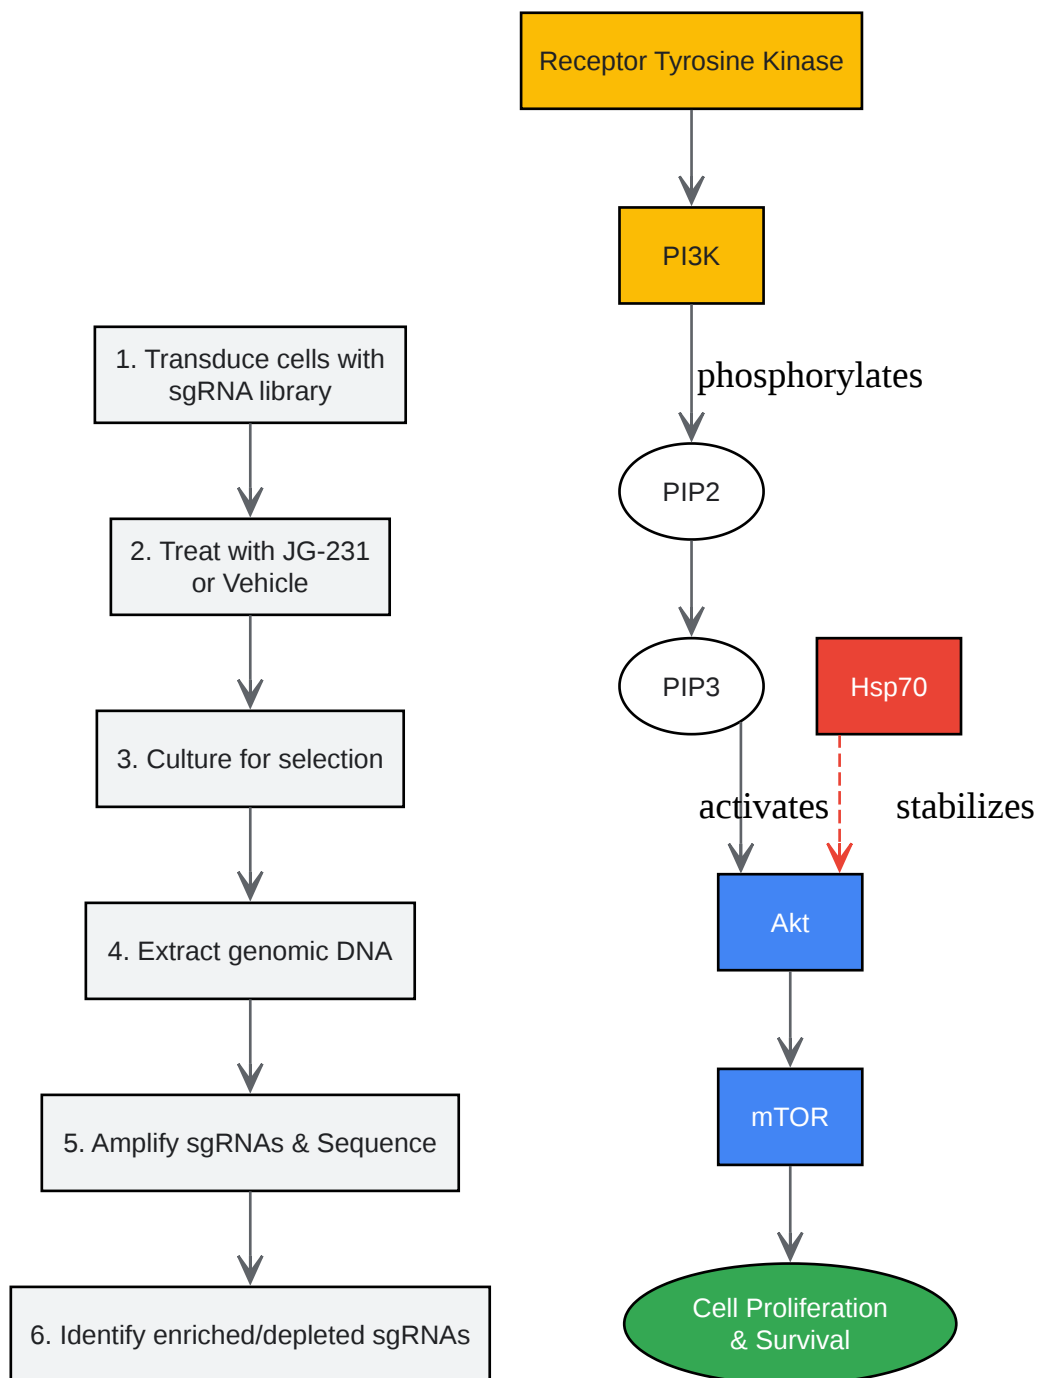 1. Transduce cells with
sgRNA library
2. Treat with JG-231
or Vehicle
3. Culture for selection
4. Extract genomic DNA
5. Amplify sgRNAs & Sequence
6. Identify enriched/depleted sgRNAs
Receptor Tyrosine Kinase
PI3K
phosphorylates
PIP2
PIP3
Hsp70
activates
stabilizes
Akt
mTOR
Cell Proliferation
& Survival